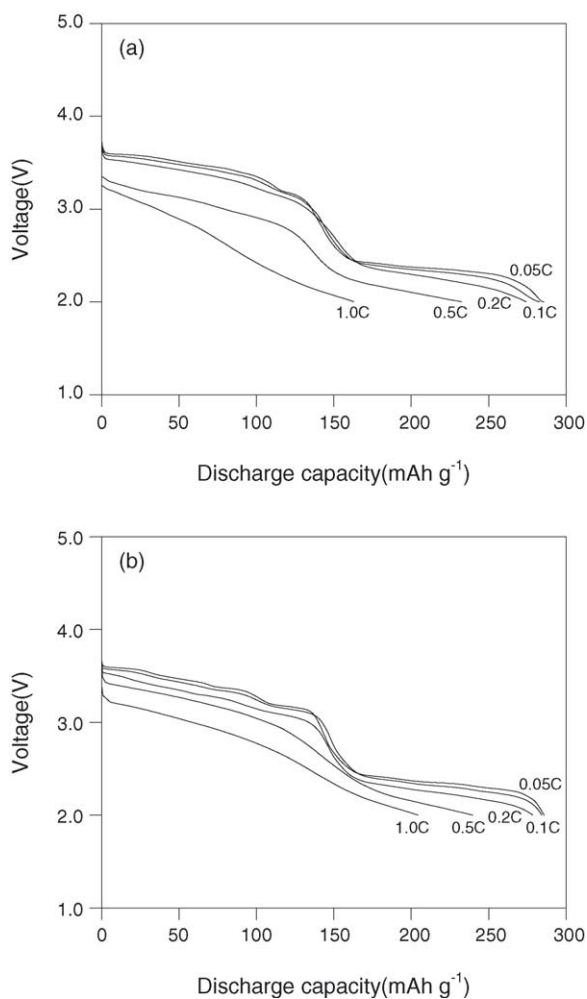 (a)
Voltage(V)
5.0
4.0
3.0
2.0
1.0
0.05C
1.0C 0.5C 0.2C 0.1C
0 50 100 150 200 250 300
Discharge capacity(mAh g-1)
(b)
Voltage(V)
5.0
4.0
3.0
2.0
1.0
0.05C
1.0C 0.5C 0.2C 0.1C
0 50 100 150 200 250 300
Discharge capacity(mAh g-1)